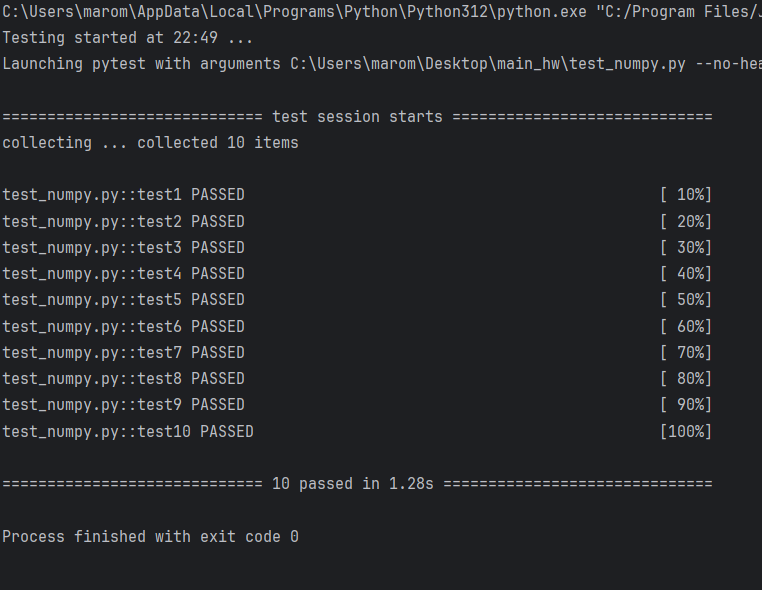 C:\Users\marom\AppData\Local\Programs\Python\Python312\python.exe "C:/Program Files/J
Testing started at 22:49 ...
Launching pytest with arguments C:\Users\marom\Desktop\main_hw\test_numpy.py --no-hea
============================= test session starts =============================
collecting ... collected 10 items
test_numpy.py::test1 PASSED [ 10%]
test_numpy.py::test2 PASSED [ 20%]
test_numpy.py::test3 PASSED [ 30%]
test_numpy.py::test4 PASSED [ 40%]
test_numpy.py::test5 PASSED [ 50%]
test_numpy.py::test6 PASSED [ 60%]
test_numpy.py::test7 PASSED [ 70%]
test_numpy.py::test8 PASSED [ 80%]
test_numpy.py::test9 PASSED [ 90%]
test_numpy.py::test10 PASSED [100%]
============================= 10 passed in 1.28s ==============================
Process finished with exit code 0